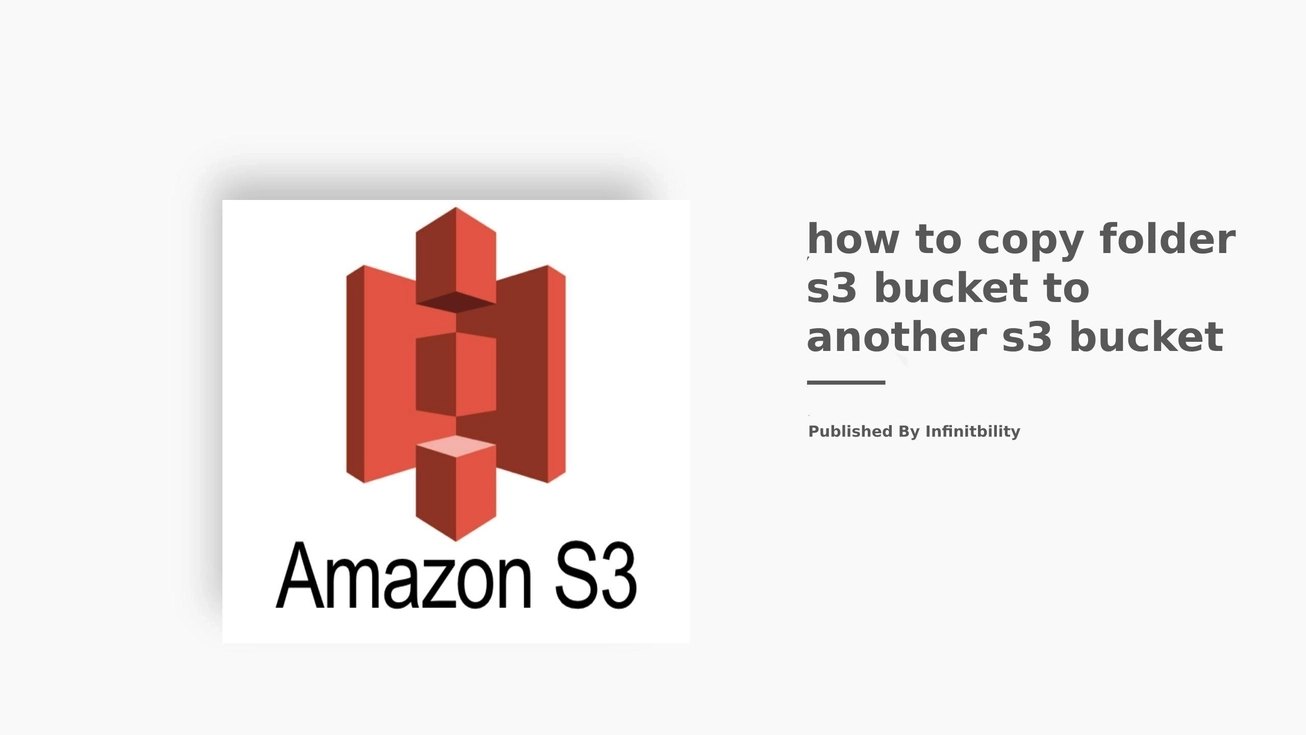 how to copy folder
s3 bucket to
another s3 bucket
Published By Infinitbility
Amazon S3